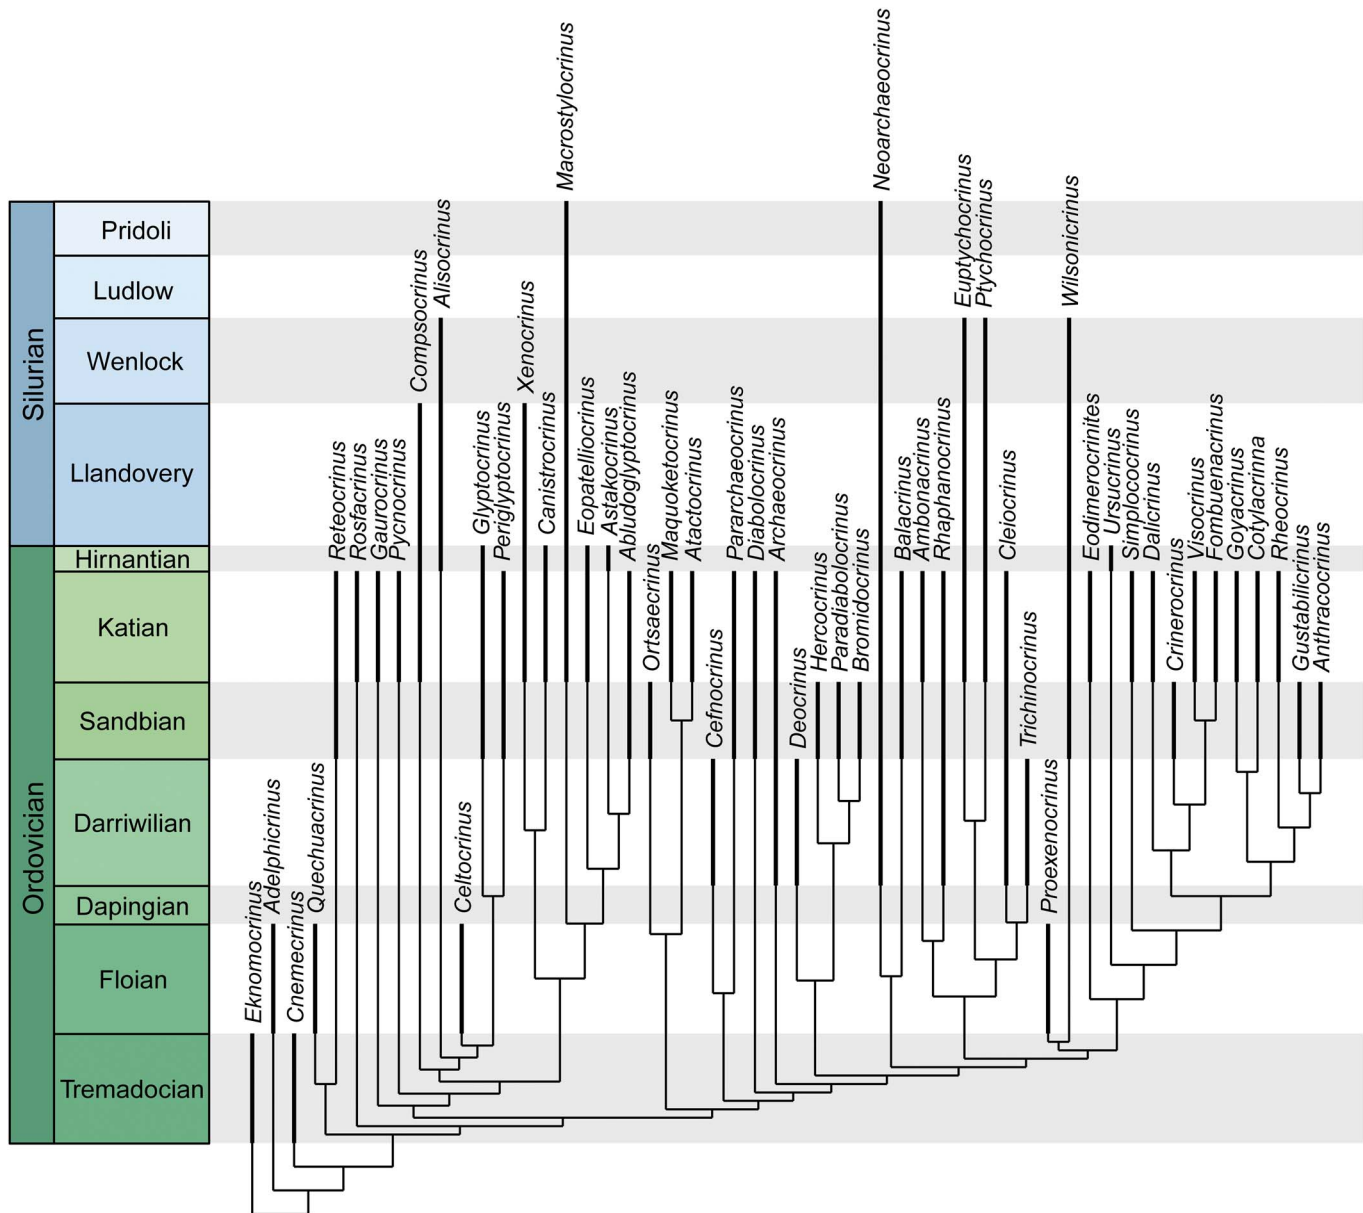 Silurian
Pridoli
Ludlow
Wenlock
Llandovery
Ordovician
Hirnantian
Katian
Sandbian
Darriwilian
Dapingian
Floian
Tremadocian
Eknomocrinus
Adelphicrinus
Cnemecrinus
Quechuacrinus
Reteocrinus
Rosfacrinus
Gaurocrinus
Pycnocrinus
Compsocrinus
Alisocrinus
Celtocrinus
Glyptocrinus
Periglyptocrinus
Xenocrinus
Canistrocrinus
Macrostylocrinus
Eopatelliocrinus
Astakocrinus
Abludoglyptocrinus
Ortsaecrinus
Maquoketocrinus
Atactocrinus
Cefnocrinus
Pararchaeocrinus
Diabolocrinus
Archaeocrinus
Deocrinus
Hercocrinus
Paradiabolocrinus
Bromidocrinus
Neoarchaeocrinus
Balacrinus
Ambonacrinus
Rhaphanocrinus
Euptychocrinus
Ptychocrinus
Cleiocrinus
Trichinocrinus
Proexenocrinus
Wilsonicrinus
Eodimerocrinites
Ursucrinus
Simplococrinus
Dalicrinus
Crinerocrinus
Visocrinus
Fombuenacrinus
Goyacrinus
Cotylacrinna
Rheocrinus
Gustabilicrinus
Anthracocrinus